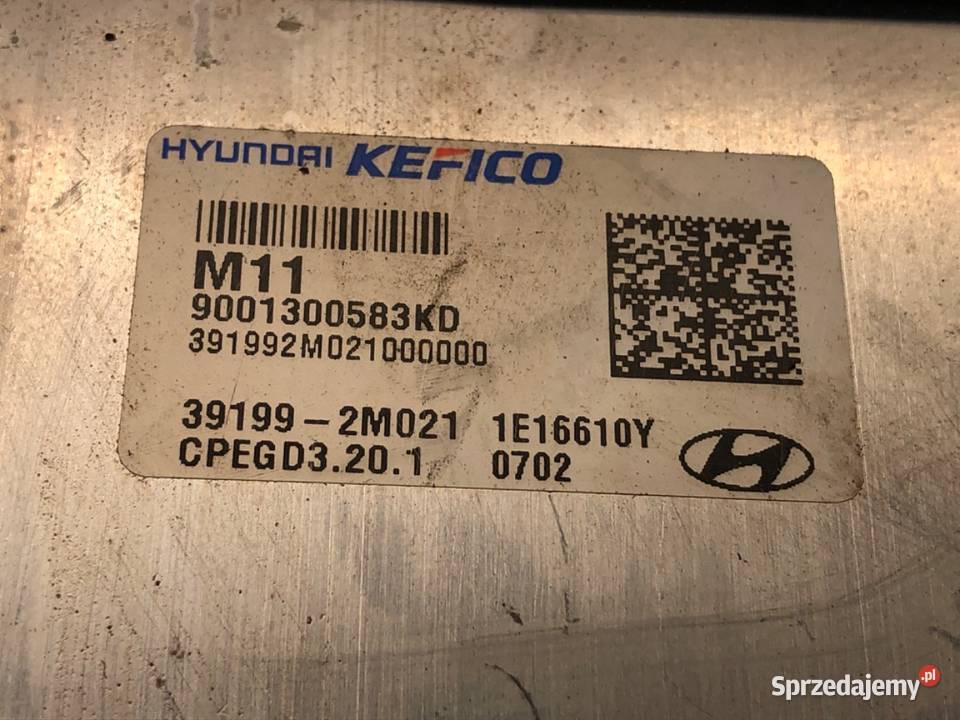 HYUNDAI KEFICO
M11
9001300583KD
391992M021000000
39199-2M021 1E16610Y
CPEGD3.20.1 0702
Sprzedajemy.pl